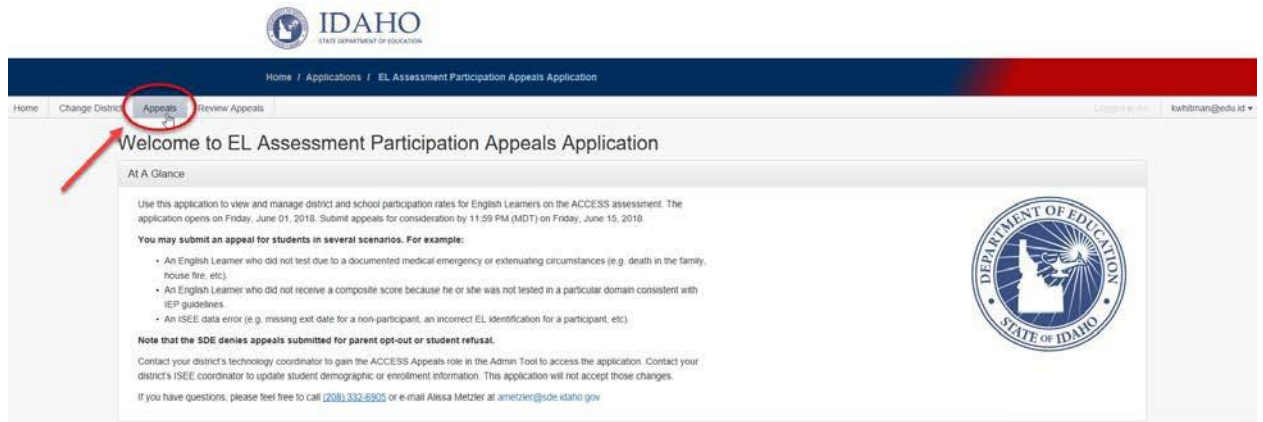 IDAHO
STATE DEPARTMENT OF EDUCATION
Home / Applications / EL Assessment Participation Appeals Application
Home Change District Appeals Review Appeals kwhitman@edu.id
Welcome to EL Assessment Participation Appeals Application
At A Glance
Use this application to view and manage district and school participation rates for English Learners on the ACCESS assessment. The
application opens on Friday, June 01, 2018. Submit appeals for consideration by 11:59 PM (MDT) on Friday, June 15, 2018.
You may submit an appeal for students in several scenarios. For example:
• An English Learner who did not test due to a documented medical emergency or extenuating circumstances (e.g. death in the family,
house fire, etc).
• An English Learner who did not receive a composite score because he or she was not tested in a particular domain consistent with
IEP guidelines.
• An ISEE data error (e.g. missing exit date for a non-participant, an incorrect EL identification for a participant, etc).
Note that the SDE denies appeals submitted for parent opt-out or student refusal.
Contact your district's technology coordinator to gain the ACCESS Appeals role in the Admin Tool to access the application. Contact your
district's ISEE coordinator to update student demographic or enrollment information. This application will not accept those changes.
If you have questions, please feel free to call (208) 332-6905 or e-mail Alissa Metzler at ametzler@sde.idaho.gov
DEPARTMENT OF EDUCATION
STATE OF IDAHO